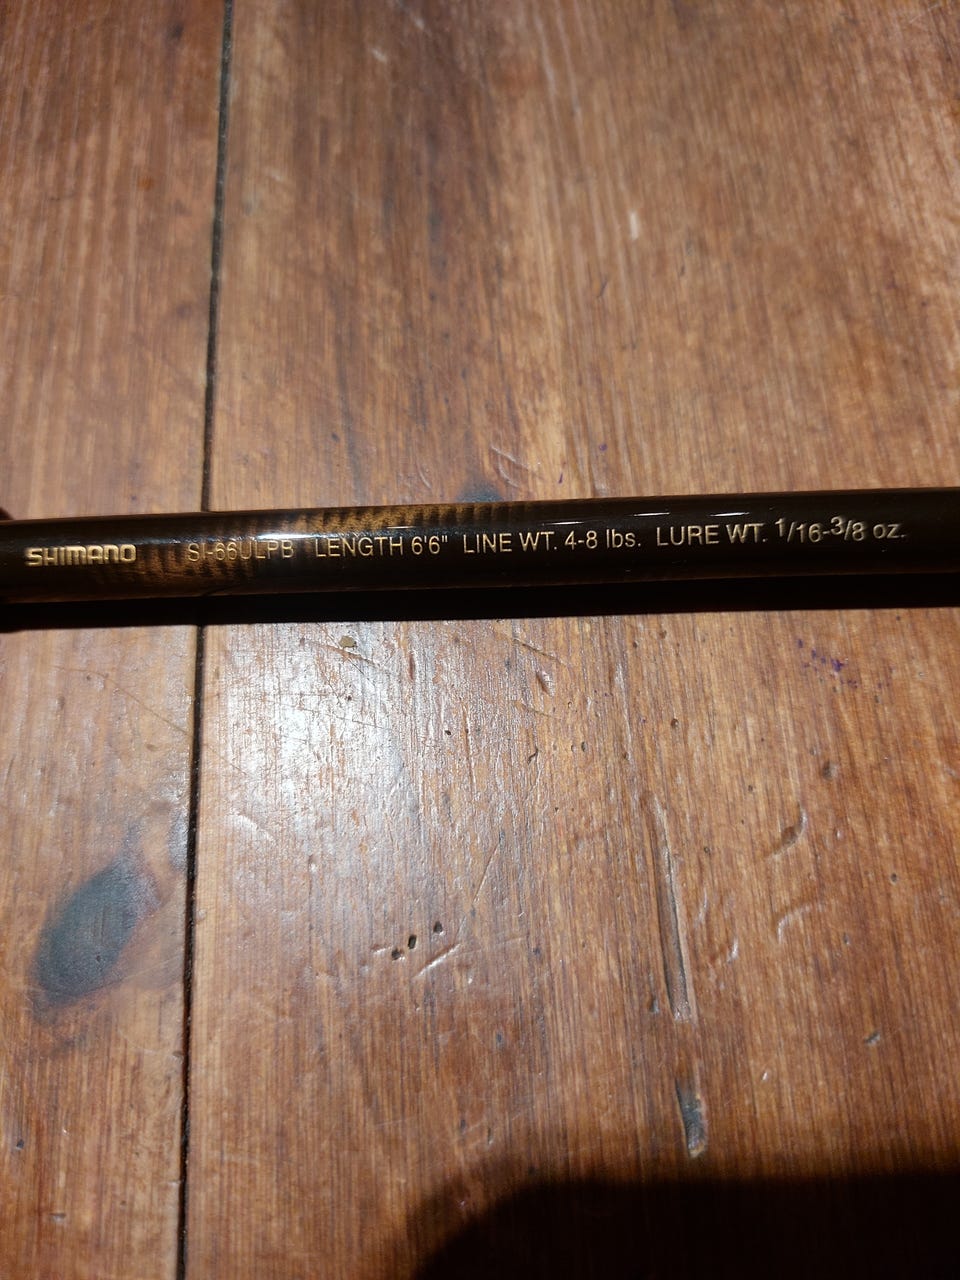 SHIMANO SI-66ULPB LENGTH 6'6" LINE WT. 4-8 lbs. LURE WT. 1/16-3/8 oz.